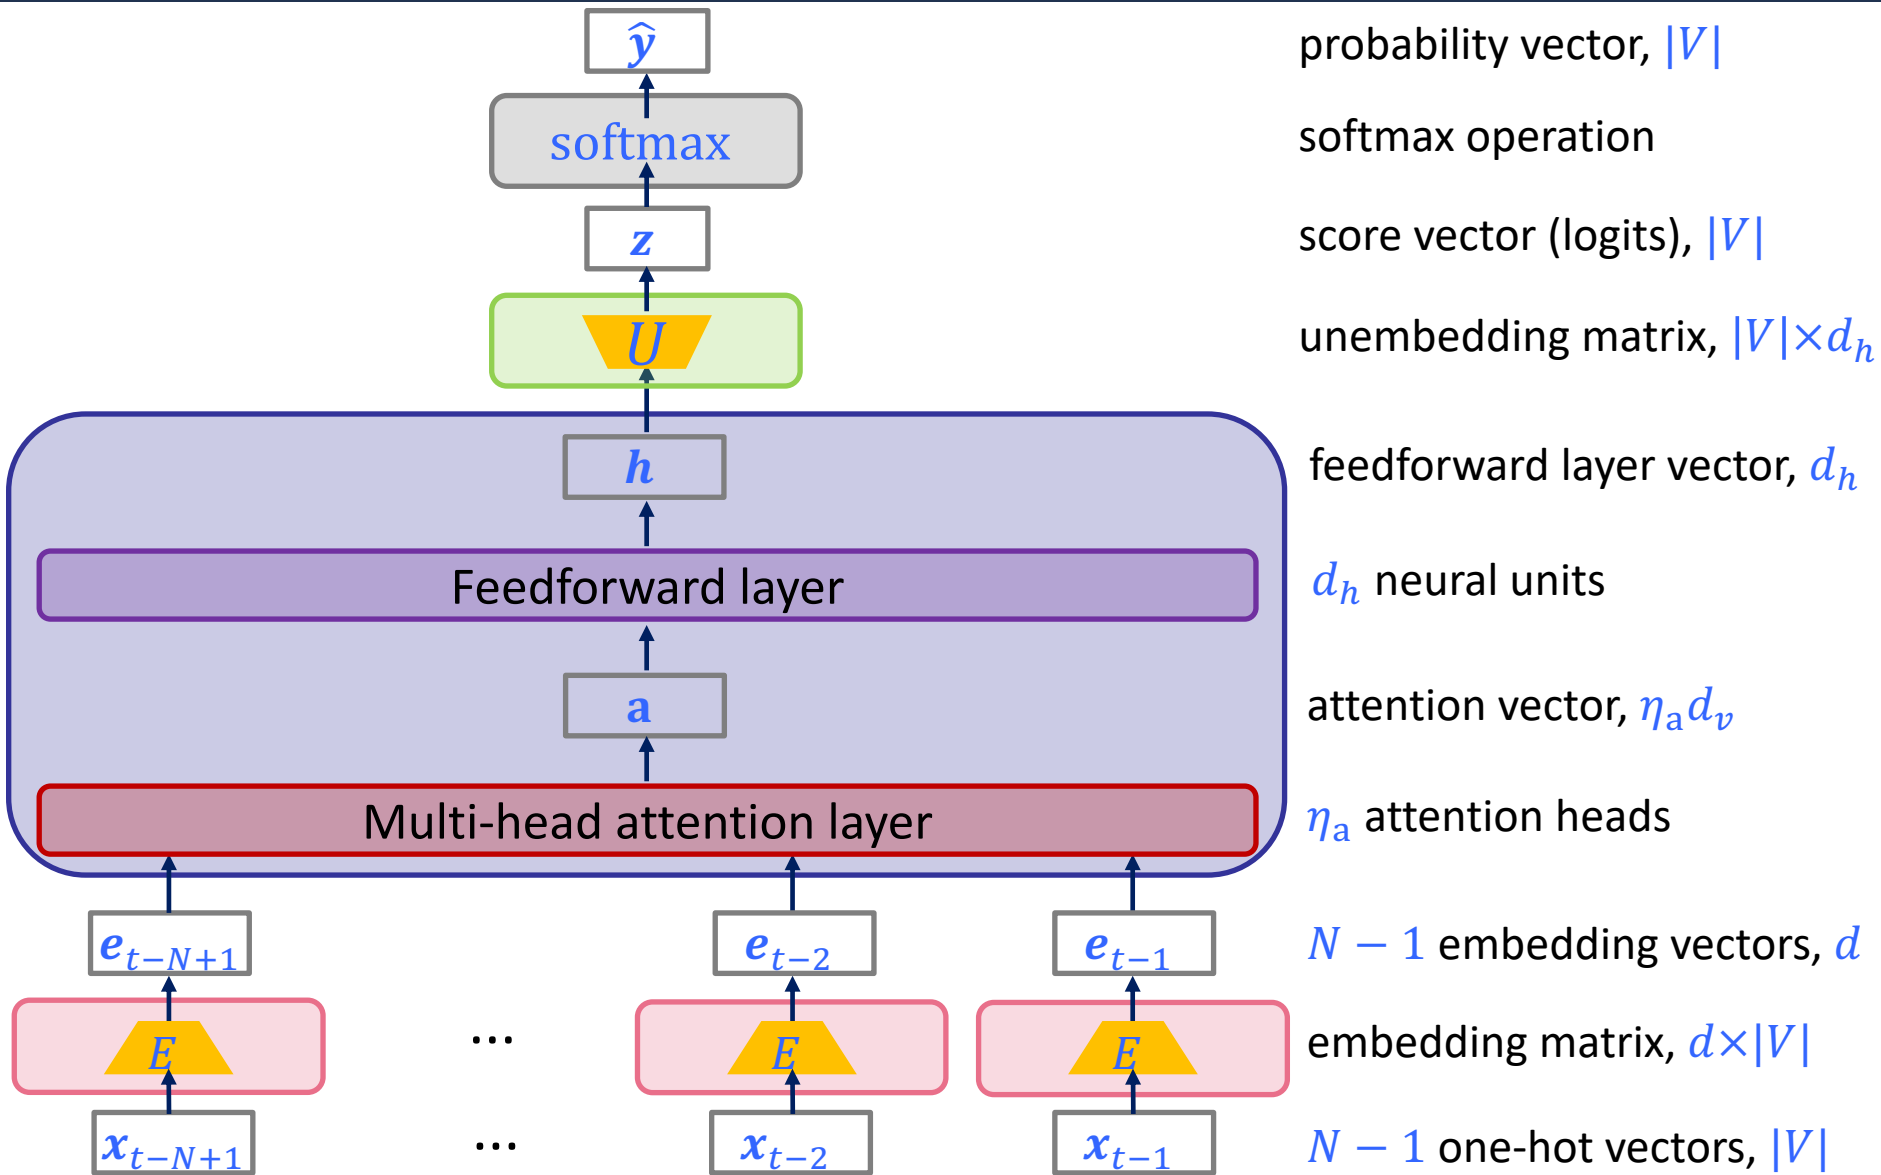 ŷ probability vector, |V|
softmax softmax operation
z score vector (logits), |V|
U unembedding matrix, |V|×d_h
h feedforward layer vector, d_h
Feedforward layer d_h neural units
a attention vector, η_a d_v
Multi-head attention layer η_a attention heads
e_{t−N+1} e_{t−2} e_{t−1} N − 1 embedding vectors, d
E ... E E embedding matrix, d×|V|
x_{t−N+1} ... x_{t−2} x_{t−1} N − 1 one-hot vectors, |V|